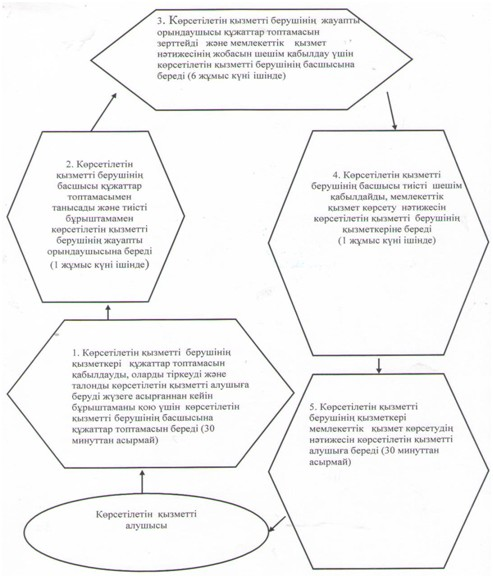 3. Көрсетілетін қызметті берушінің жауапты
орындаушысы құжаттар топтамасын
зерттейді және мемлекеттік қызмет
нәтижесінің жобасын шешім қабылдау үшін
көрсетілетін қызметті берушінің басшысына
береді (6 жұмыс күні ішінде)
2. Көрсетілетін
қызметті берушінің
басшысы құжаттар
топтамасымен
танысады және тиісті
бұрыштамамен
көрсетілетін қызметті
берушінің жауапты
орындаушысына береді
(1 жұмыс күні ішінде)
4. Көрсетілетін қызметті
берушінің басшысы тиісті шешім
қабылдайды, мемлекеттік
қызмет көрсету нәтижесін
көрсетілетін қызметті берушінің
қызметкеріне береді
(1 жұмыс күні ішінде)
1. Көрсетілетін қызметті берушінің
қызметкері құжаттар топтамасын
қабылдауды, оларды тіркеуді және
талонды көрсетілетін қызметті алушыға
беруді жүзеге асырғаннан кейін
бұрыштаманы қою үшін көрсетілетін
қызметті берушінің басшысына
құжаттар топтамасын береді (30
минуттан асырмай)
5. Көрсетілетін қызметті
берушінің қызметкері
мемлекеттік қызмет көрсетудің
нәтижесін көрсетілетін қызметті
алушыға береді (30 минуттан
асырмай)
Көрсетілетін қызметті
алушысы